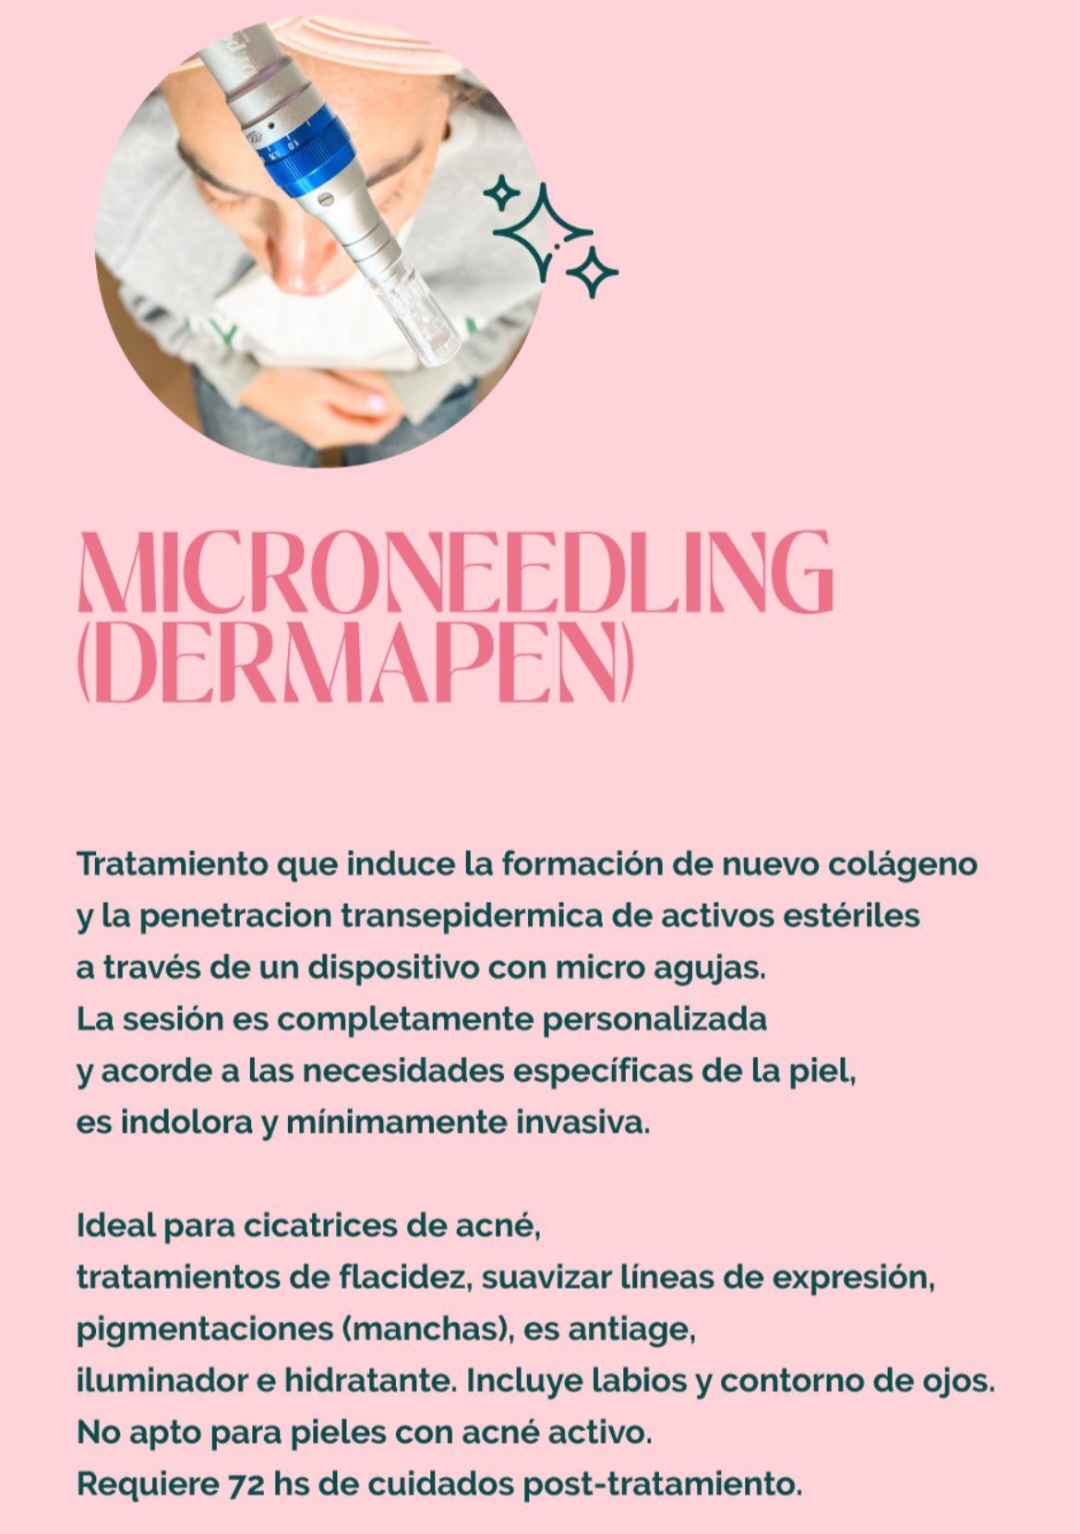 MICRONEEDLING
(DERMAPEN)
Tratamiento que induce la formación de nuevo colágeno
y la penetracion transepidermica de activos estériles
a través de un dispositivo con micro agujas.
La sesión es completamente personalizada
y acorde a las necesidades específicas de la piel,
es indolora y mínimamente invasiva.
Ideal para cicatrices de acné,
tratamientos de flacidez, suavizar líneas de expresión,
pigmentaciones (manchas), es antiage,
iluminador e hidratante. Incluye labios y contorno de ojos.
No apto para pieles con acné activo.
Requiere 72 hs de cuidados post-tratamiento.